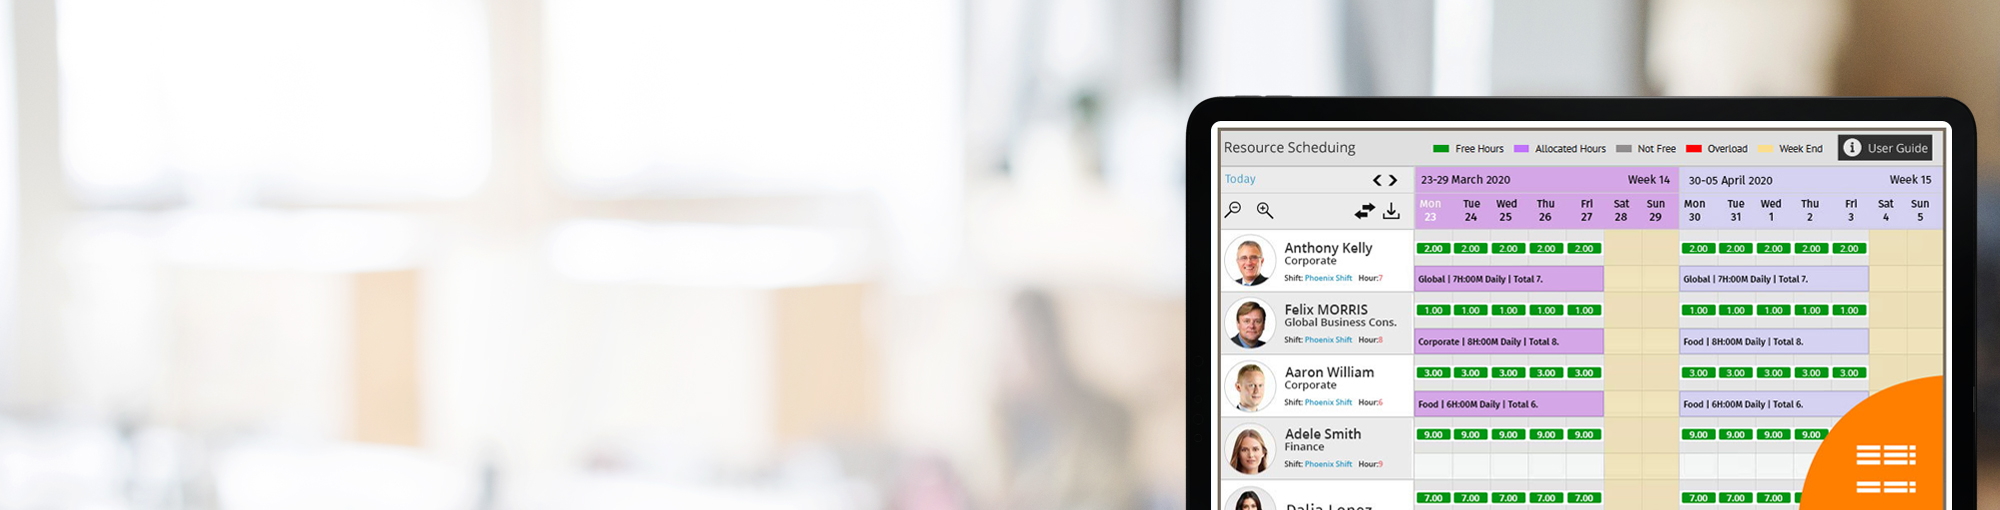 Resource Scheduing
Free Hours Allocated Hours Not Free Overload Week End User Guide
Today
23-29 March 2020 Week 14 30-05 April 2020 Week 15
Mon Tue Wed Thu Fri Sat Sun Mon Tue Wed Thu Fri Sat Sun
23 24 25 26 27 28 29 30 31 1 2 3 4 5
Anthony Kelly 2.00 2.00 2.00 2.00 2.00 2.00 2.00 2.00 2.00 2.00
Corporate
Shift: Phoenix Shift Hour:7 Global | 7H:00M Daily | Total 7. Global | 7H:00M Daily | Total 7.
Felix MORRIS 1.00 1.00 1.00 1.00 1.00 1.00 1.00 1.00 1.00 1.00
Global Business Cons.
Shift: Phoenix Shift Hour:8 Corporate | 8H:00M Daily | Total 8. Food | 8H:00M Daily | Total 8.
Aaron William 3.00 3.00 3.00 3.00 3.00 3.00 3.00 3.00 3.00 3.00
Corporate
Shift: Phoenix Shift Hour:6 Food | 6H:00M Daily | Total 6. Food | 6H:00M Daily | Total 6.
Adele Smith 9.00 9.00 9.00 9.00 9.00 9.00 9.00 9.00 9.00
Finance
Shift: Phoenix Shift Hour:9
7.00 7.00 7.00 7.00 7.00 7.00 7.00 7.00
Dalia Lopez